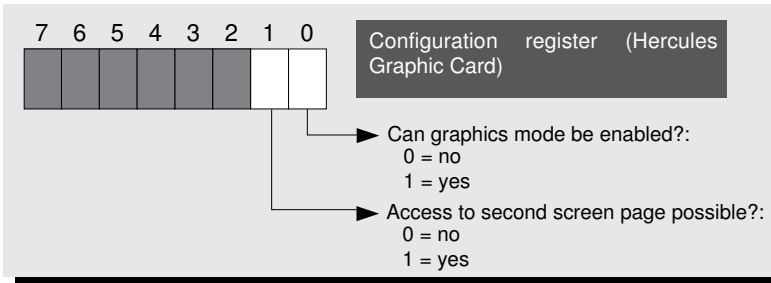 7 6 5 4 3 2 1 0
Configuration register (Hercules
Graphic Card)
Can graphics mode be enabled?:
0 = no
1 = yes
Access to second screen page possible?:
0 = no
1 = yes